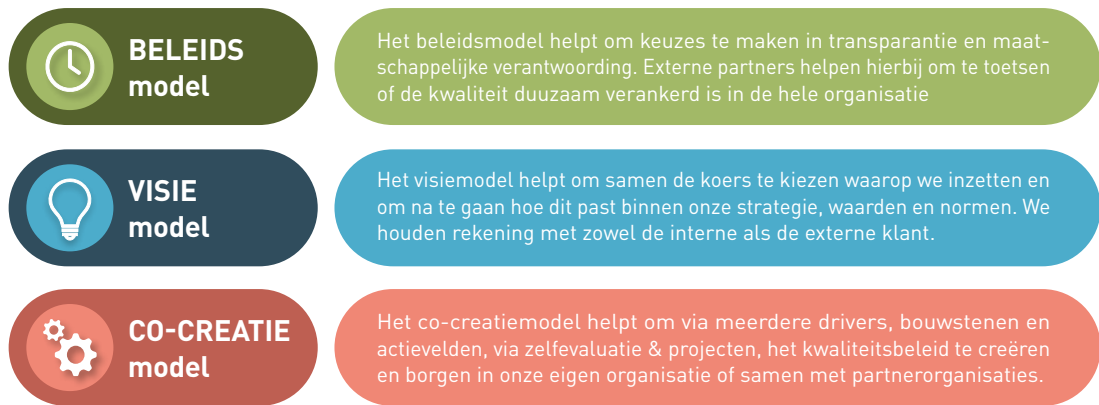 BELEIDS
model
Het beleidsmodel helpt om keuzes te maken in transparantie en maat-
schappelijke verantwoording. Externe partners helpen hierbij om te toetsen
of de kwaliteit duuzaam verankerd is in de hele organisatie
VISIE
model
Het visiemodel helpt om samen de koers te kiezen waarop we inzetten en
om na te gaan hoe dit past binnen onze strategie, waarden en normen. We
houden rekening met zowel de interne als de externe klant.
CO-CREATIE
model
Het co-creatiemodel helpt om via meerdere drivers, bouwstenen en
actievelden, via zelfevaluatie & projecten, het kwaliteitsbeleid te creëren
en borgen in onze eigen organisatie of samen met partnerorganisaties.